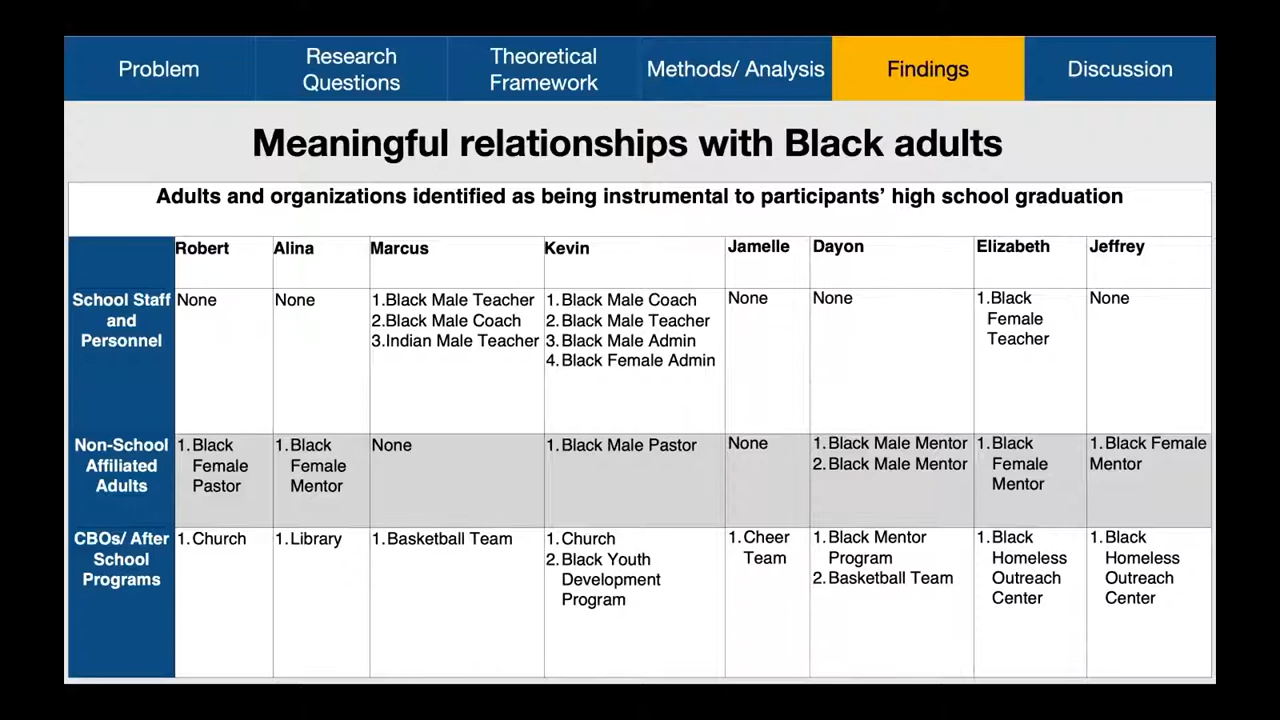 Problem
Research
Questions
Theoretical
Framework
Methods/ Analysis
Findings
Discussion
Meaningful relationships with Black adults
Adults and organizations identified as being instrumental to participants' high school graduation
Robert
Alina
Marcus
Kevin
Jamelle
Dayon
Elizabeth
Jeffrey
School Staff
and
Personnel
None
None
1.Black Male Teacher
2.Black Male Coach
3.Indian Male Teacher
1.Black Male Coach
2.Black Male Teacher
3.Black Male Admin
4.Black Female Admin
None
None
1.Black
Female
Teacher
None
Non-School
Affiliated
Adults
1.Black
Female
Pastor
1.Black
Female
Mentor
None
1.Black Male Pastor
None
1.Black Male Mentor
2.Black Male Mentor
1.Black
Female
Mentor
1.Black Female
Mentor
CBOs/ After
School
Programs
1.Church
1.Library
1.Basketball Team
1.Church
2.Black Youth
Development
Program
1.Cheer
Team
1.Black Mentor
Program
2.Basketball Team
1.Black
Homeless
Outreach
Center
1.Black
Homeless
Outreach
Center